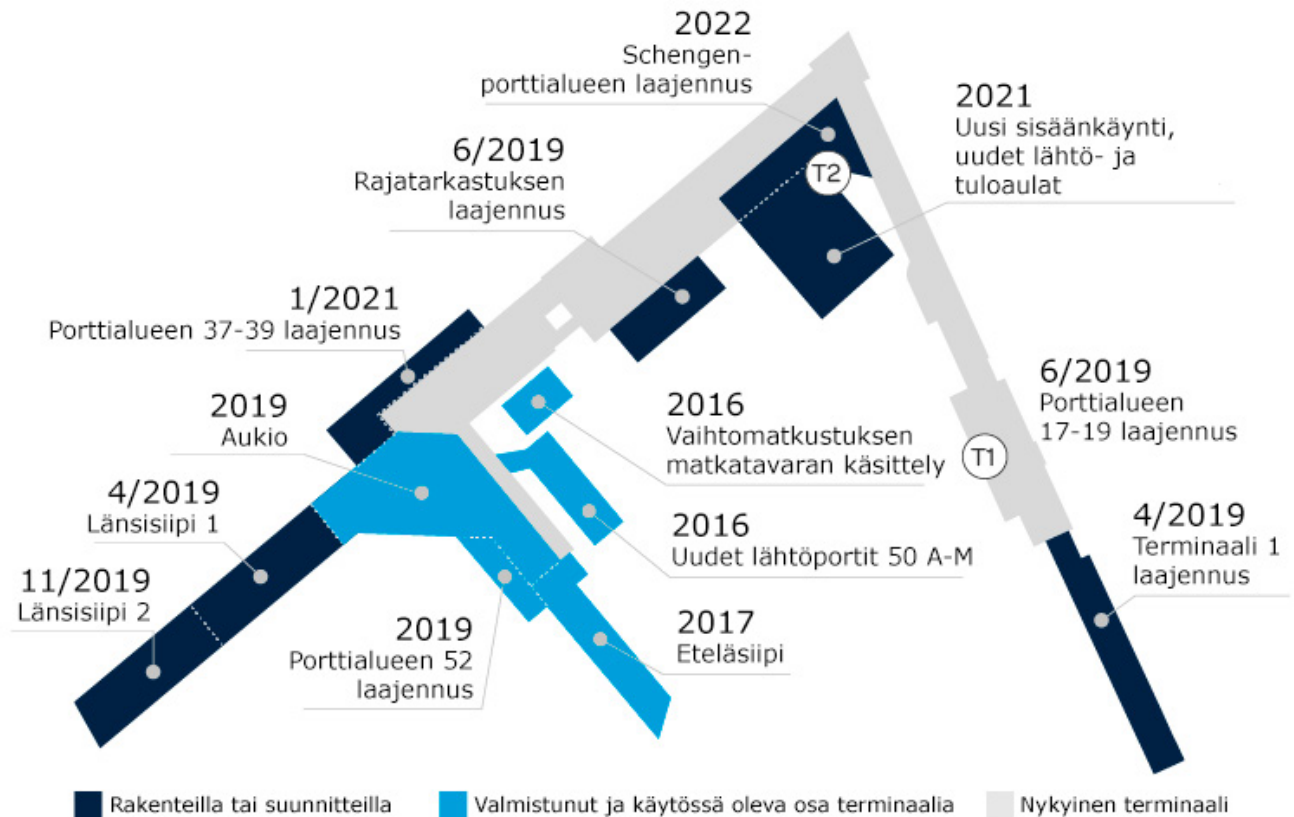 2022
Schengen-
porttialueen laajennus
2021
Uusi sisäänkäynti,
uudet lähtö- ja
tuloaulat
6/2019
Rajatarkastuksen
laajennus
T2
1/2021
Porttialueen 37-39 laajennus
2019
Aukio
4/2019
Länsisiipi 1
11/2019
Länsisiipi 2
2016
Vaihtomatkustuksen
matkatavaran käsittely
T1
6/2019
Porttialueen
17-19 laajennus
2016
Uudet lähtöportit 50 A-M
4/2019
Terminaali 1
laajennus
2019
Porttialueen 52
laajennus
2017
Eteläsiipi
Rakenteilla tai suunnitteilla
Valmistunut ja käytössä oleva osa terminaalia
Nykyinen terminaali